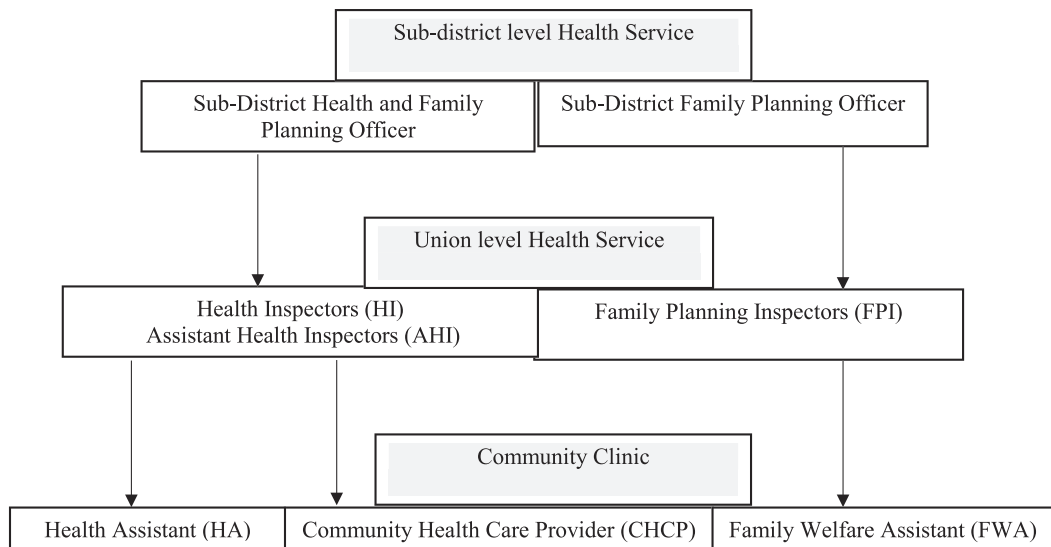 Sub-district level Health Service
Sub-District Health and Family
Planning Officer
Sub-District Family Planning Officer
Union level Health Service
Health Inspectors (HI)
Assistant Health Inspectors (AHI)
Family Planning Inspectors (FPI)
Community Clinic
Health Assistant (HA)
Community Health Care Provider (CHCP)
Family Welfare Assistant (FWA)